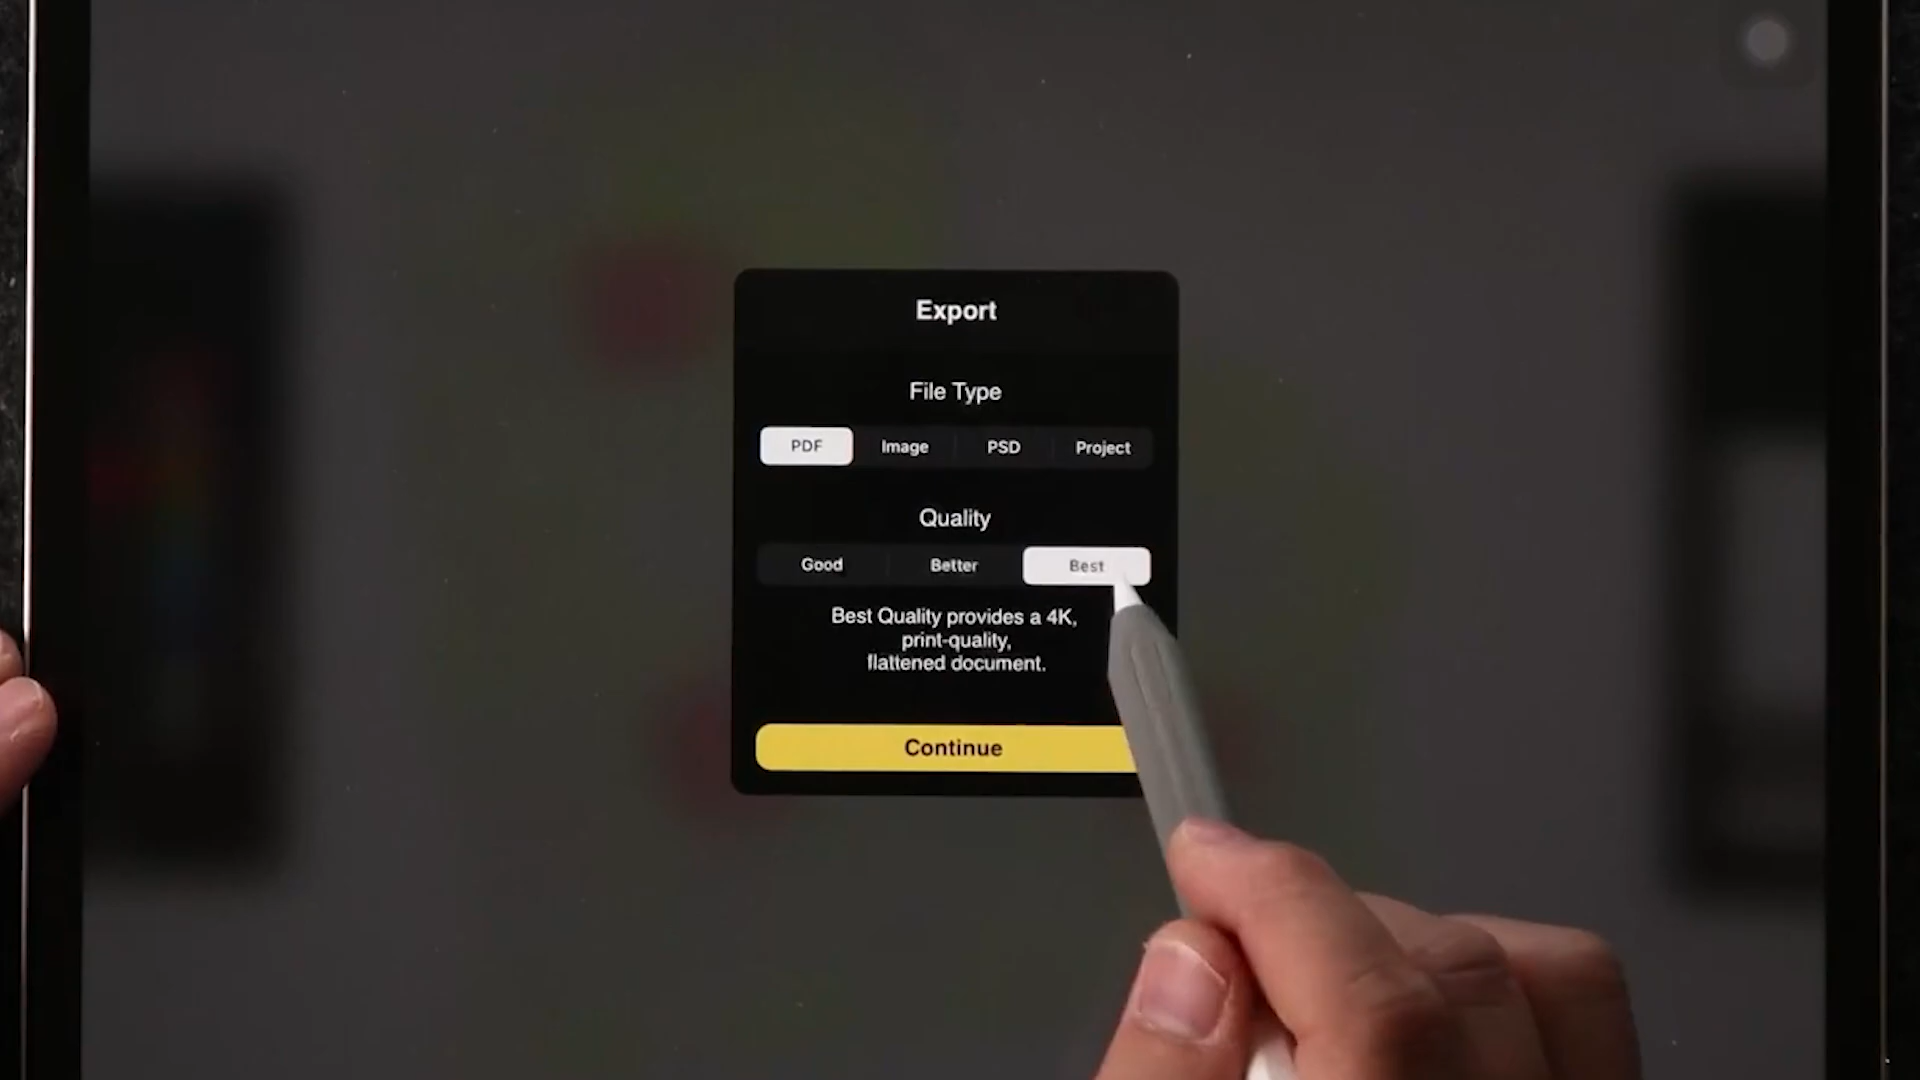 Export
File Type
PDF Image PSD Project
Quality
Good Better Best
Best Quality provides a 4K,
print-quality,
flattened document.
Continue